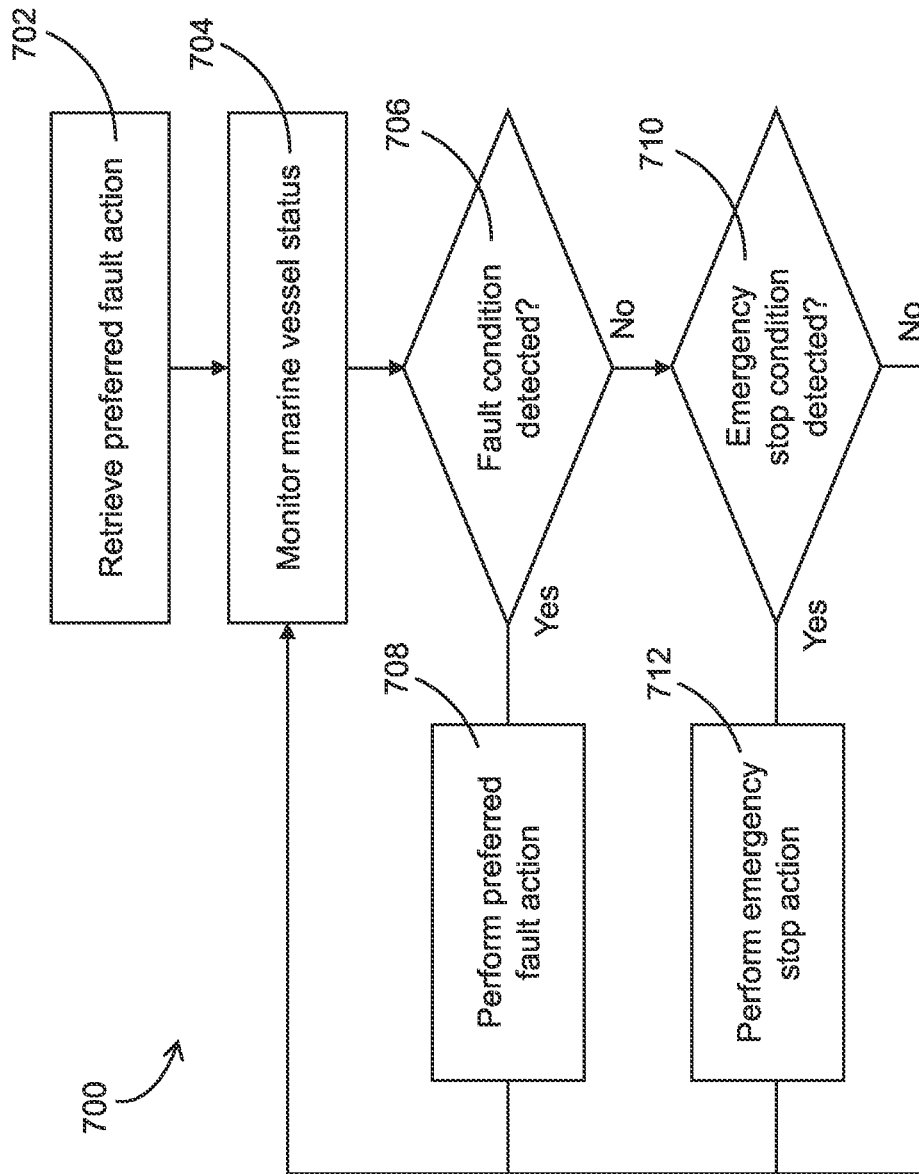 700
702
Retrieve preferred fault action
704
Monitor marine vessel status
706
Fault condition
detected?
Yes
No
708
Perform preferred
fault action
710
Emergency
stop condition
detected?
Yes
No
712
Perform emergency
stop action